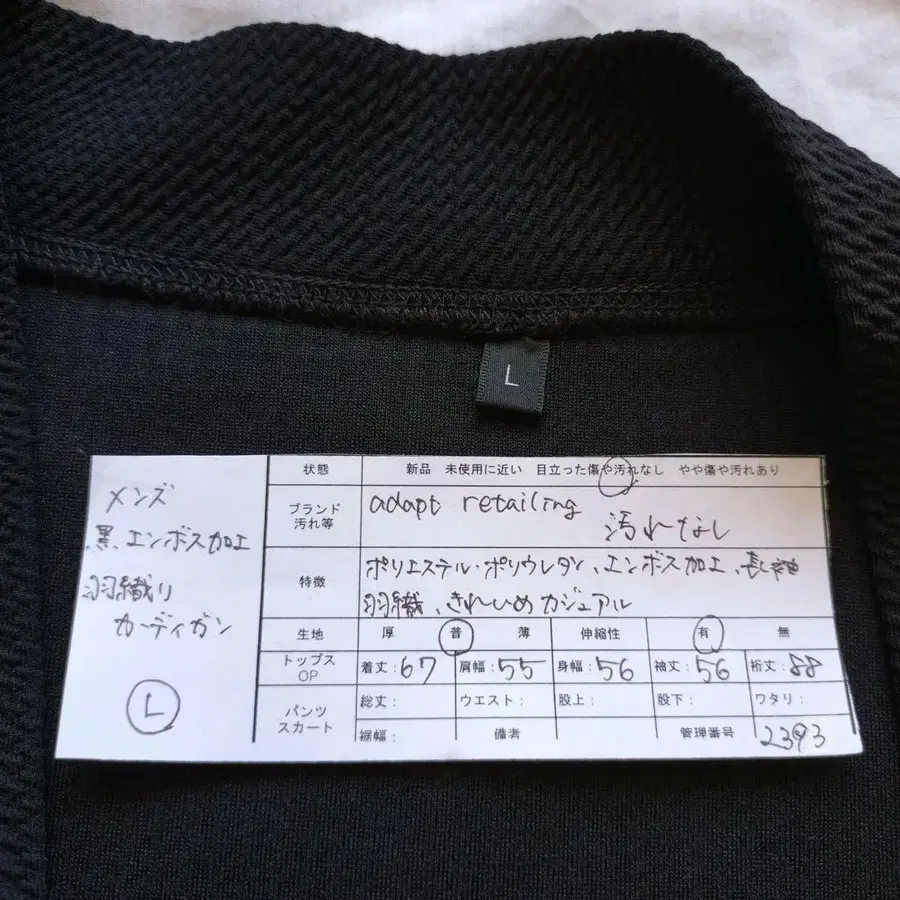 L
メンズ
黒、エンボス加工
羽織り
カーディガン
L
状態 新品 未使用に近い 目立った傷や汚れなし やや傷や汚れあり
ブランド
汚れ等
adapt retailing
汚れなし
特徴
ポリエステル・ポリウレタン、エンボス加工、長袖
羽織、きれいめカジュアル
生地 厚 普 薄 伸縮性 有 無
トップス
OP
着丈:67 肩幅:55 身幅:56 袖丈:56 裄丈:88
パンツ
スカート
総丈: ウエスト: 股上: 股下: ワタリ:
裾幅: 備考 管理番号 2393